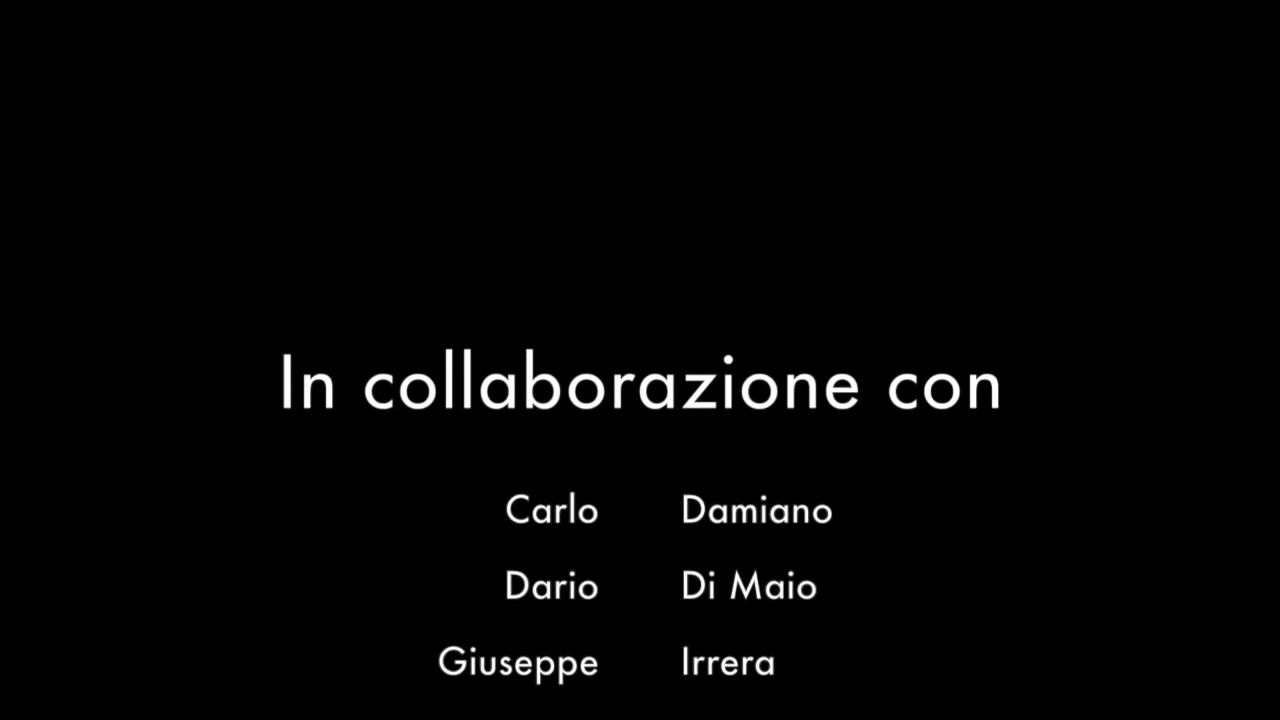 In collaborazione con
Carlo Damiano
Dario Di Maio
Giuseppe Irrera